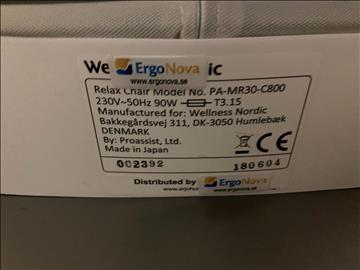 We ErgoNova ic
Relax Chair Model No. PA-MR30-C800
230V~50Hz 90W T3.15
Manufactured for: Wellness Nordic
Bakkegårdsvej 311, DK-3050 Humlebæk
DENMARK
By: Proassist, Ltd.
Made in Japan
CE
002392 180604
Distributed by ErgoNova